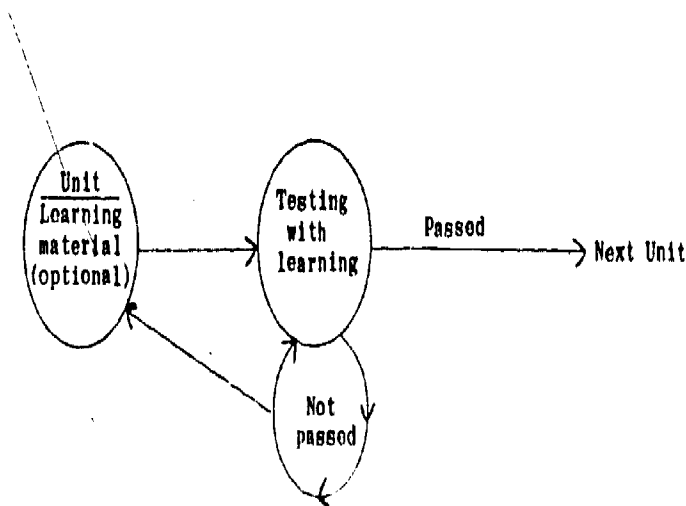 Unit
Learning
material
(optional)
Testing
with
learning
Passed
Next Unit
Not
passed